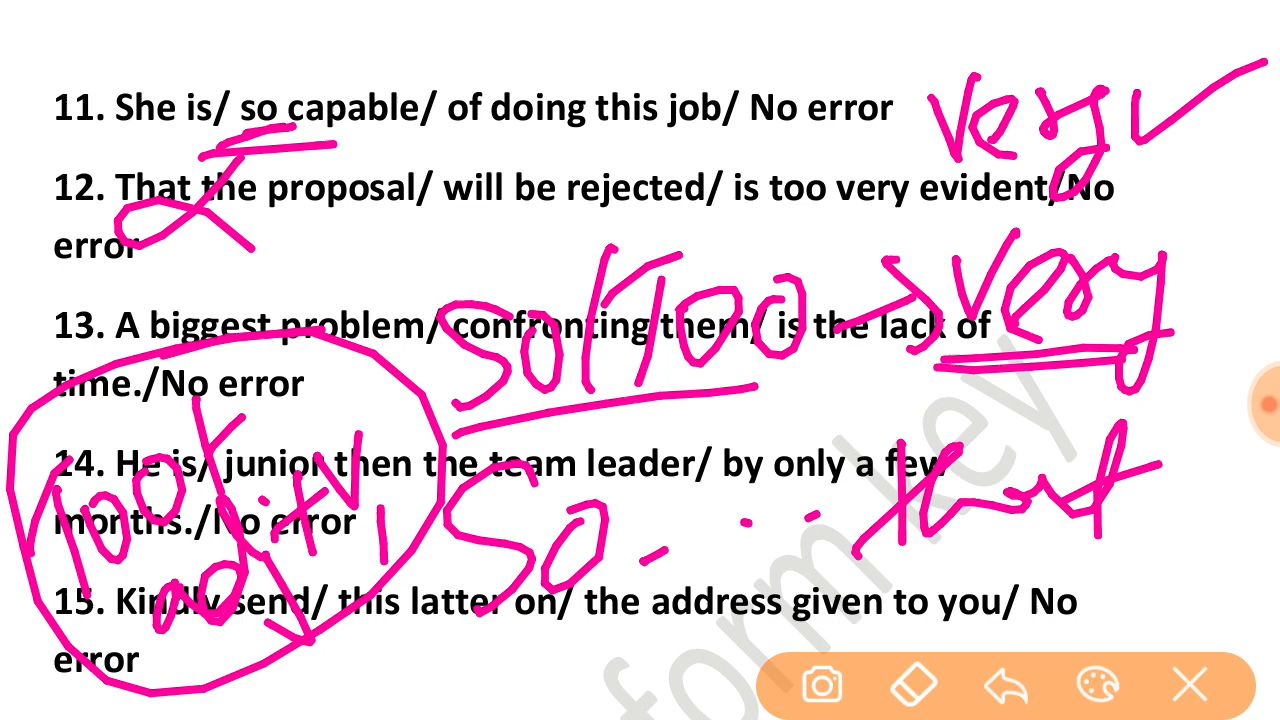 11. She is/ so capable/ of doing this job/ No error
very
12. That the proposal/ will be rejected/ is too very evident/No
error
so/too → very
13. A biggest problem/ confronting them/ is the lack of
time./No error
14. He is/ junior then the team leader/ by only a few
months./No error
Too +
adj + V1
so ... that
15. Kindly send/ this latter on/ the address given to you/ No
error
form key